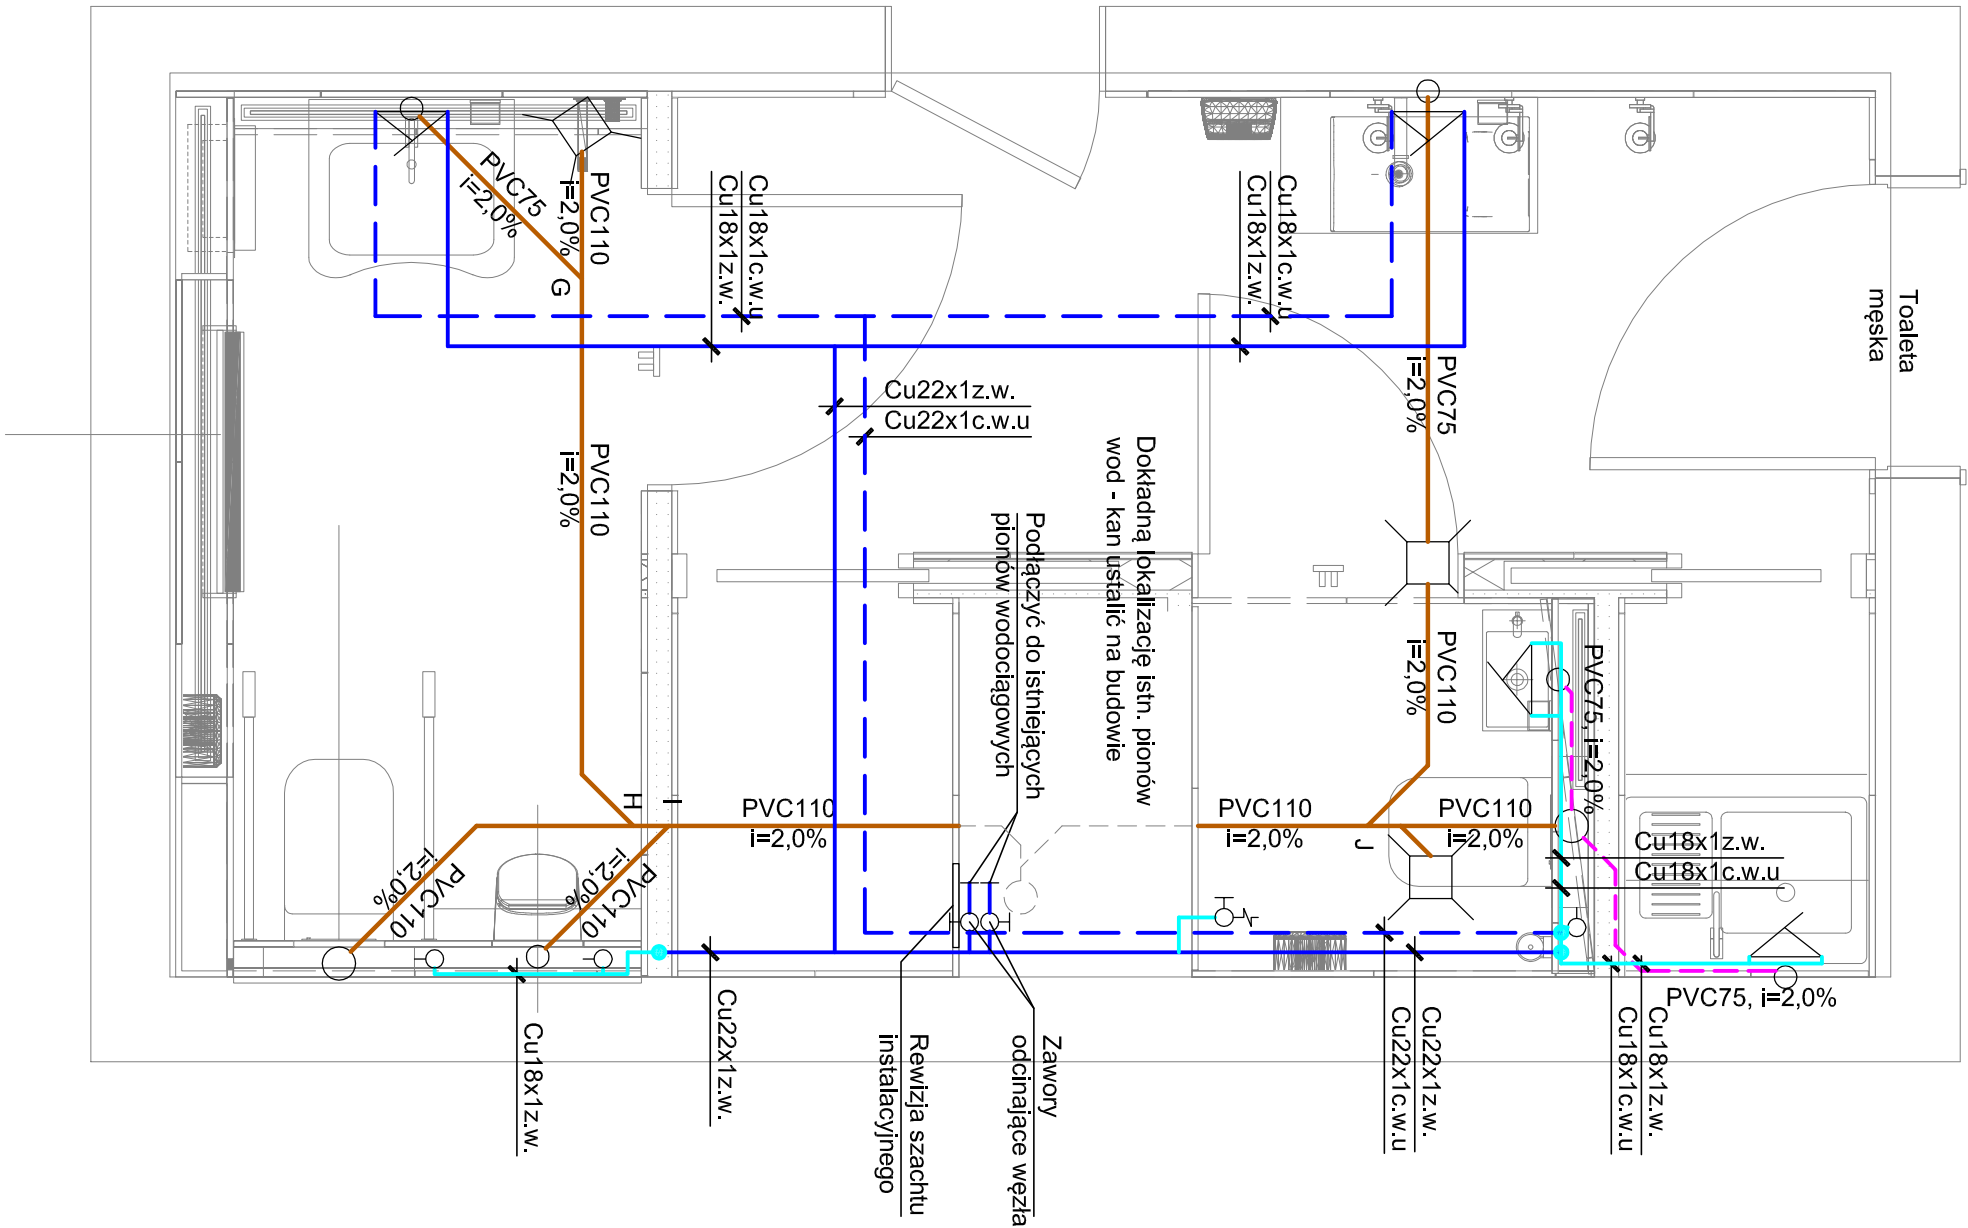 PVC75
i=2,0%
PVC110
i=2,0%
G
Cu18x1c.w.u
Cu18x1z.w.
Cu18x1c.w.u
Cu18x1z.w.
Toaleta
męska
PVC75
i=2,0%
Cu22x1z.w.
Cu22x1c.w.u
PVC110
i=2,0%
Dokładną lokalizację istn. pionów
wod - kan ustalić na budowie
Podłączyć do istniejących
pionów wodociągowych
PVC110
i=2,0%
PVC75, i=2,0%
H
I
PVC110
i=2,0%
PVC110
i=2,0%
J
PVC110
i=2,0%
Cu18x1z.w.
Cu18x1c.w.u
PVC110
i=2,0%
PVC110
i=2,0%
PVC75, i=2,0%
Cu18x1z.w.
Cu22x1z.w.
Rewizja szachtu
instalacyjnego
Zawory
odcinające węzła
Cu22x1z.w.
Cu22x1c.w.u
Cu18x1z.w.
Cu18x1c.w.u